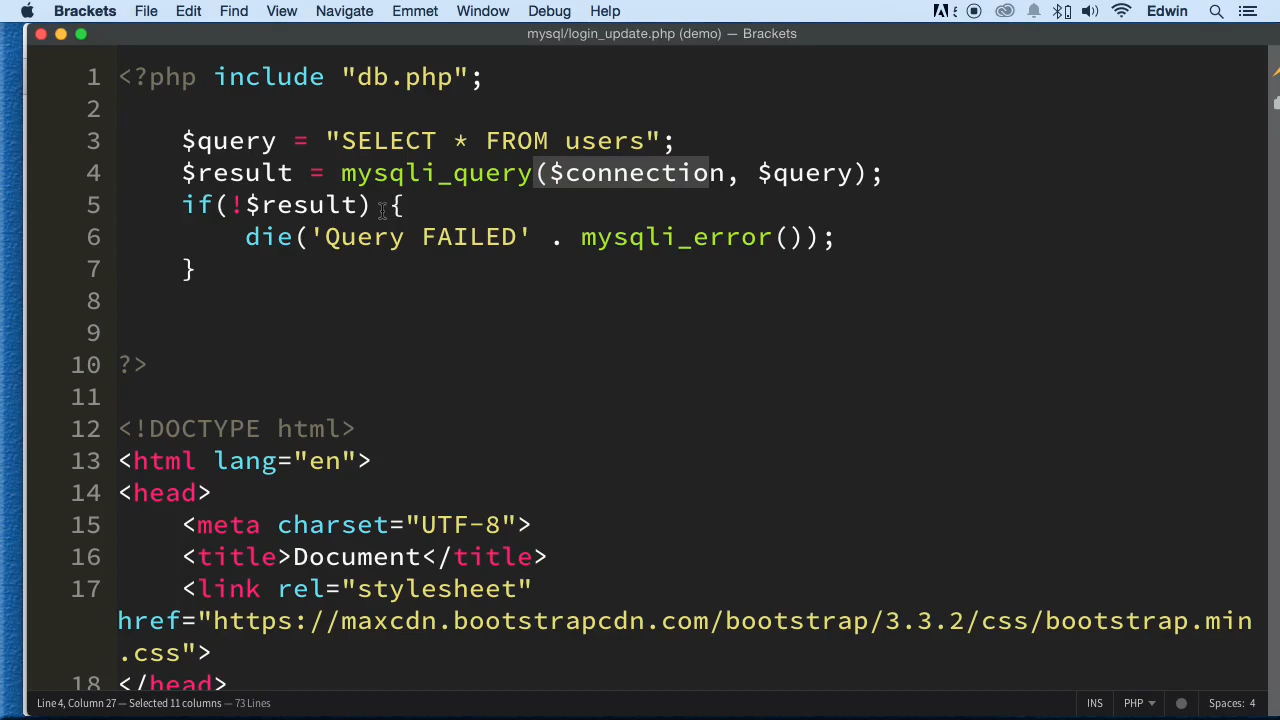 Brackets File Edit Find View Navigate Emmet Window Debug Help Edwin
mysql/login_update.php (demo) — Brackets
1 <?php include "db.php";
2
3 $query = "SELECT * FROM users";
4 $result = mysqli_query($connection, $query);
5 if(!$result) {
6 die('Query FAILED' . mysqli_error());
7 }
8
9
10 ?>
11
12 <!DOCTYPE html>
13 <html lang="en">
14 <head>
15 <meta charset="UTF-8">
16 <title>Document</title>
17 <link rel="stylesheet"
href="https://maxcdn.bootstrapcdn.com/bootstrap/3.3.2/css/bootstrap.min
.css">
18 </head>
Line 4, Column 27 — Selected 11 columns — 73 Lines INS PHP Spaces: 4